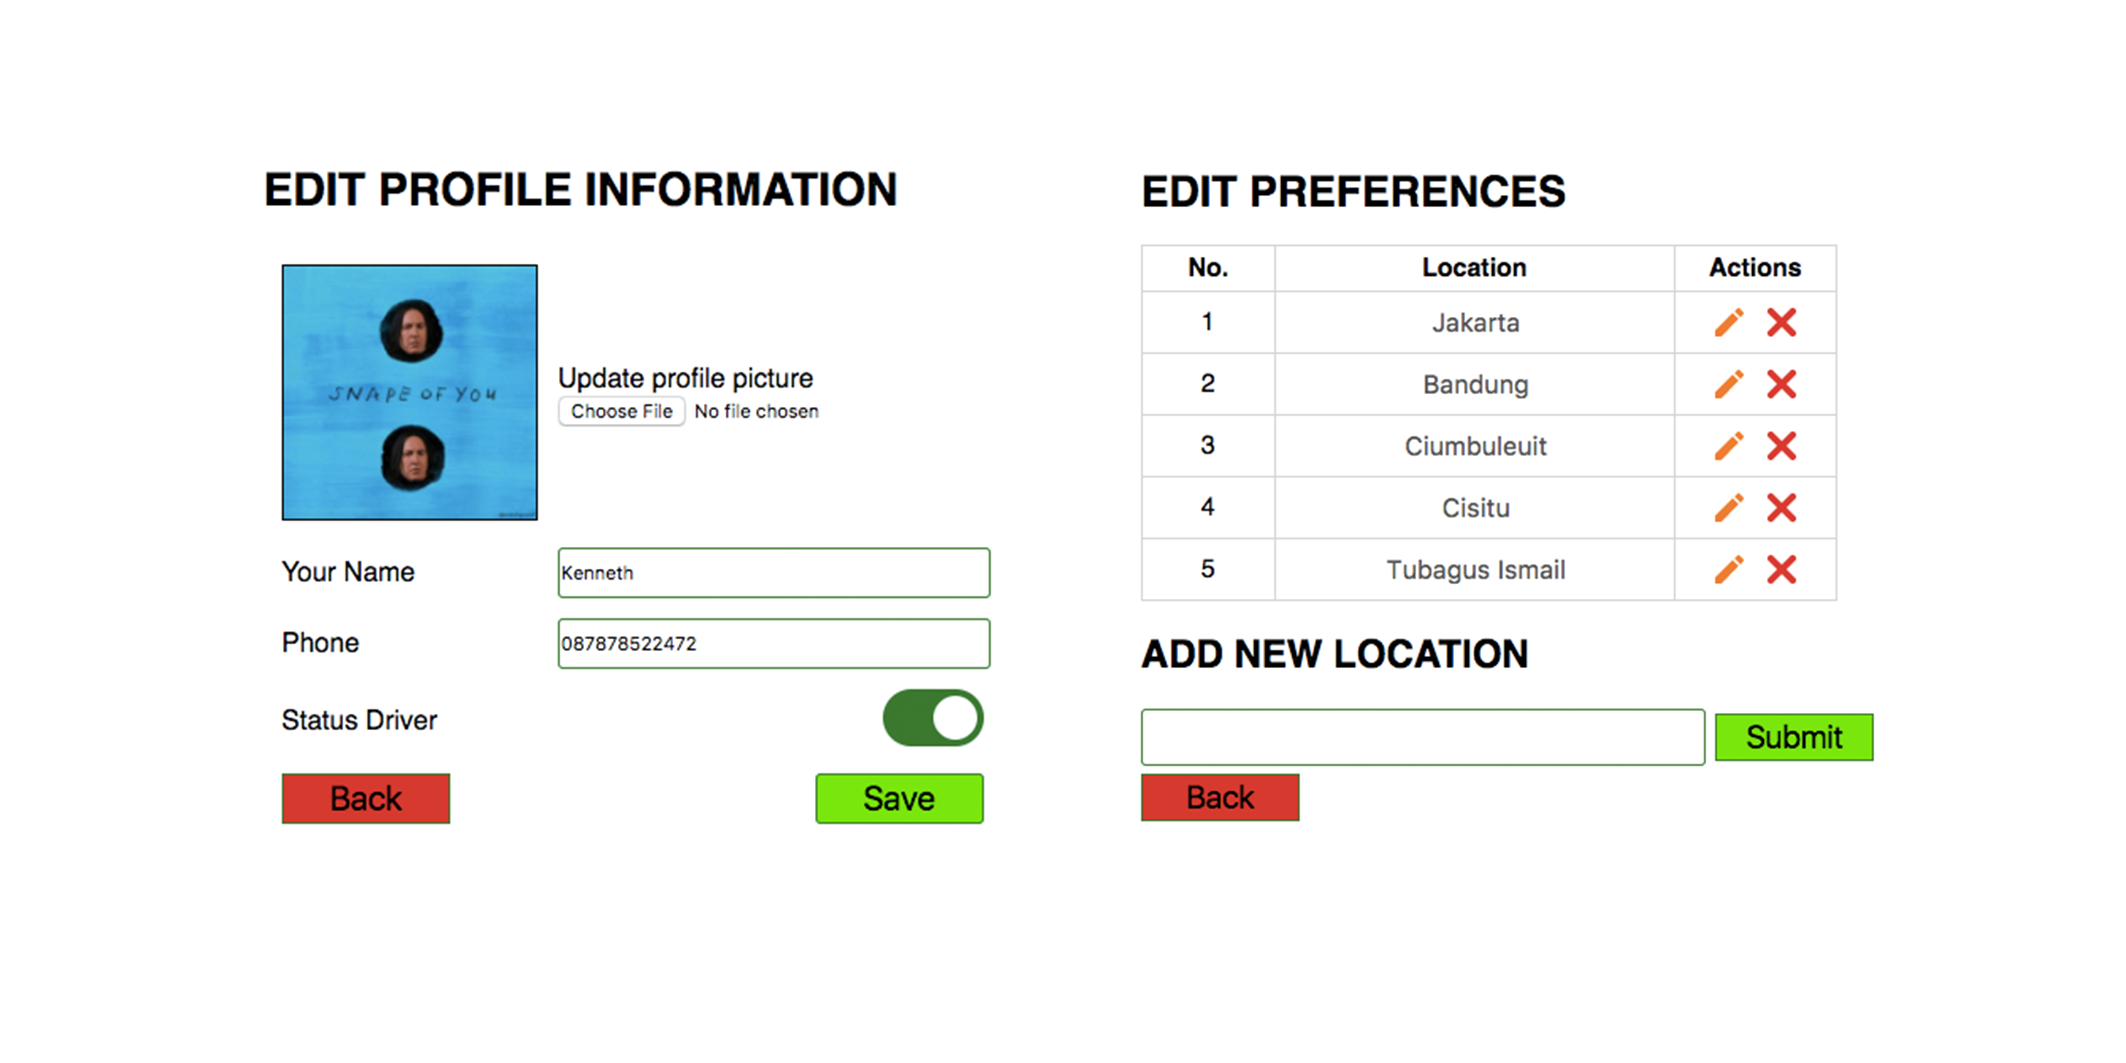 EDIT PROFILE INFORMATION
SNAPE OF YOU
Update profile picture
Choose File No file chosen
Your Name Kenneth
Phone 087878522472
Status Driver
Back Save
EDIT PREFERENCES
No. Location Actions
1 Jakarta
2 Bandung
3 Ciumbuleuit
4 Cisitu
5 Tubagus Ismail
ADD NEW LOCATION
Submit
Back